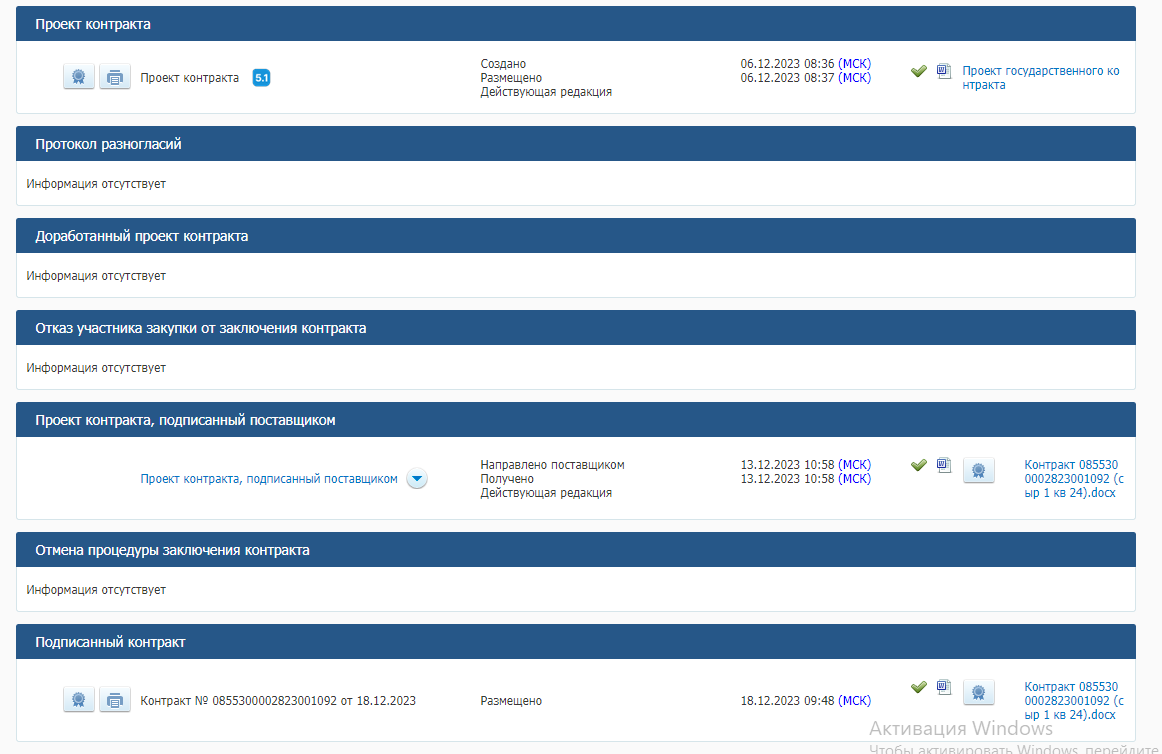 Проект контракта
Проект контракта 5.1
Создано 06.12.2023 08:36 (МСК)
Размещено 06.12.2023 08:37 (МСК)
Действующая редакция
Проект государственного ко
нтракта
Протокол разногласий
Информация отсутствует
Доработанный проект контракта
Информация отсутствует
Отказ участника закупки от заключения контракта
Информация отсутствует
Проект контракта, подписанный поставщиком
Проект контракта, подписанный поставщиком
Направлено поставщиком 13.12.2023 10:58 (МСК)
Получено 13.12.2023 10:58 (МСК)
Действующая редакция
Контракт 085530
0002823001092 (с
ыр 1 кв 24).docx
Отмена процедуры заключения контракта
Информация отсутствует
Подписанный контракт
Контракт № 0855300002823001092 от 18.12.2023 Размещено 18.12.2023 09:48 (МСК)
Контракт 085530
0002823001092 (с
ыр 1 кв 24).docx
Активация Windows
Чтобы активировать Windows, перейдите